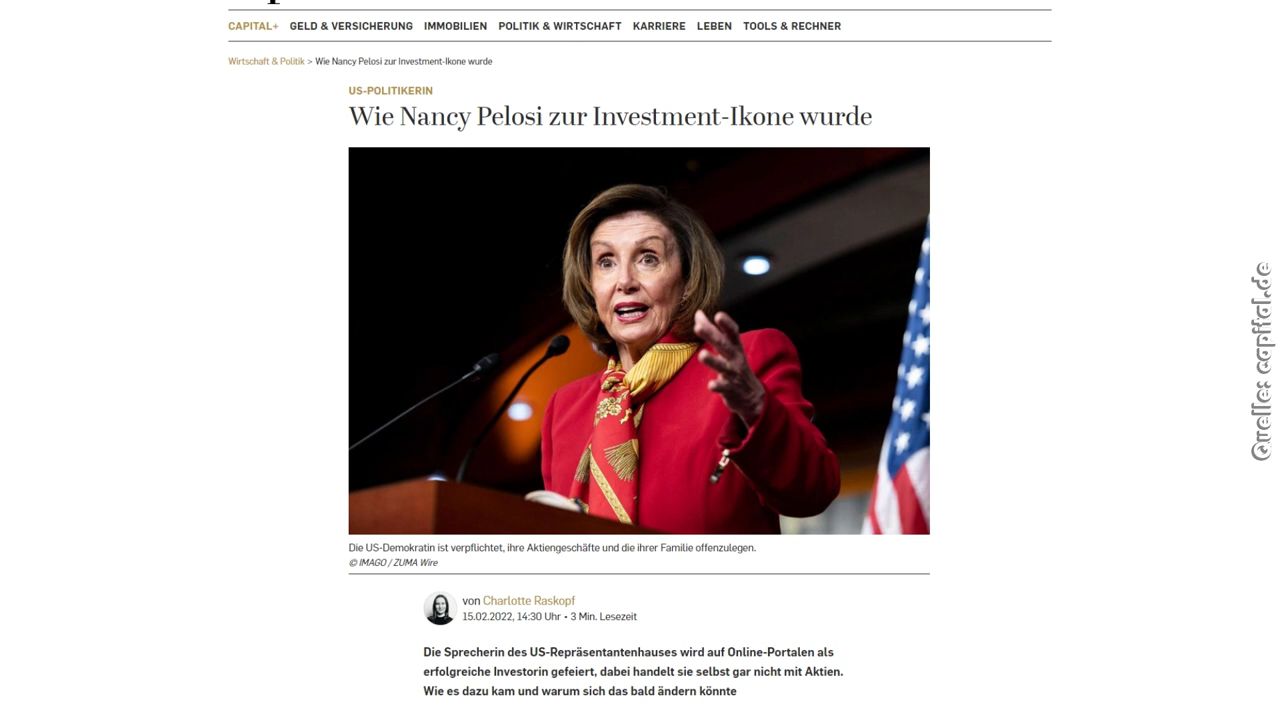 CAPITAL+ GELD & VERSICHERUNG IMMOBILIEN POLITIK & WIRTSCHAFT KARRIERE LEBEN TOOLS & RECHNER
Wirtschaft & Politik > Wie Nancy Pelosi zur Investment-Ikone wurde
US-POLITIKERIN
Wie Nancy Pelosi zur Investment-Ikone wurde
Die US-Demokratin ist verpflichtet, ihre Aktiengeschäfte und die ihrer Familie offenzulegen.
© IMAGO / ZUMA Wire
von Charlotte Raskopf
15.02.2022, 14:30 Uhr • 3 Min. Lesezeit
Die Sprecherin des US-Repräsentantenhauses wird auf Online-Portalen als
erfolgreiche Investorin gefeiert, dabei handelt sie selbst gar nicht mit Aktien.
Wie es dazu kam und warum sich das bald ändern könnte
Quelle: capital.de